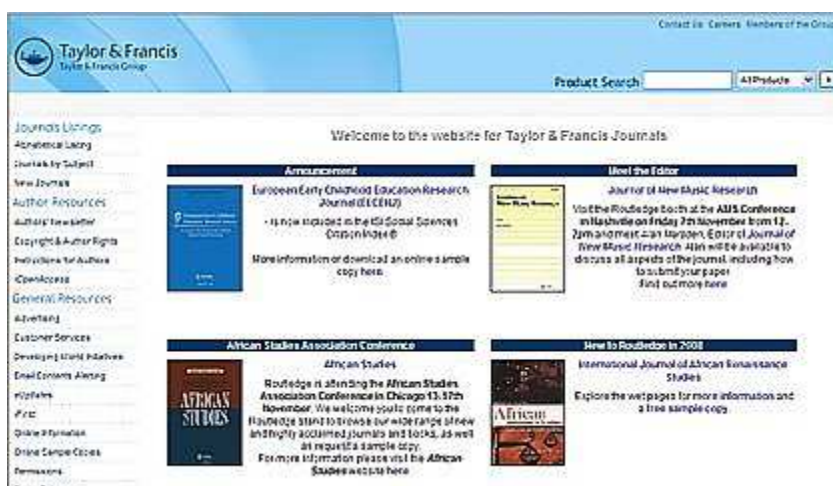 Contact Us Careers Members of the Group
Taylor & Francis
Taylor & Francis Group
Product Search
All Products
Journals Listings
Alphabetical Listing
Journals by Subject
New Journals
Author Resources
Authors' Newsletter
Copyright & Author Rights
Instructions for Authors
iOpenAccess
General Resources
Advertising
Customer Services
Developing World Initiatives
Email Contents Alerting
eUpdates
iFirst
Online Information
Online Sample Copies
Permissions
Welcome to the website for Taylor & Francis Journals
Announcement
European Early Childhood Education Research
Journal (EECERJ)
- is now included in the ISI Social Sciences
Citation Index®
More information or download an online sample
copy here.
Meet the Editor
Journal of New Music Research
Visit the Routledge booth at the AMS Conference
in Nashville on Friday 7th November from 12-
2pm and meet Alan Marsden, Editor of Journal of
New Music Research. Alan will be available to
discuss all aspects of the journal, including how
to submit your paper.
Find out more here
African Studies Association Conference
AFRICAN
STUDIES
African Studies
Routledge is attending the African Studies
Association Conference in Chicago 13-17th
November. We welcome you to come to the
Routledge stand to browse our wide range of new
and highly acclaimed journals and books, as well
as request a sample copy.
For more information please visit the African
Studies website here
New to Routledge in 2008
African
International Journal of African Renaissance
Studies
Explore the web pages for more information and
a free sample copy.